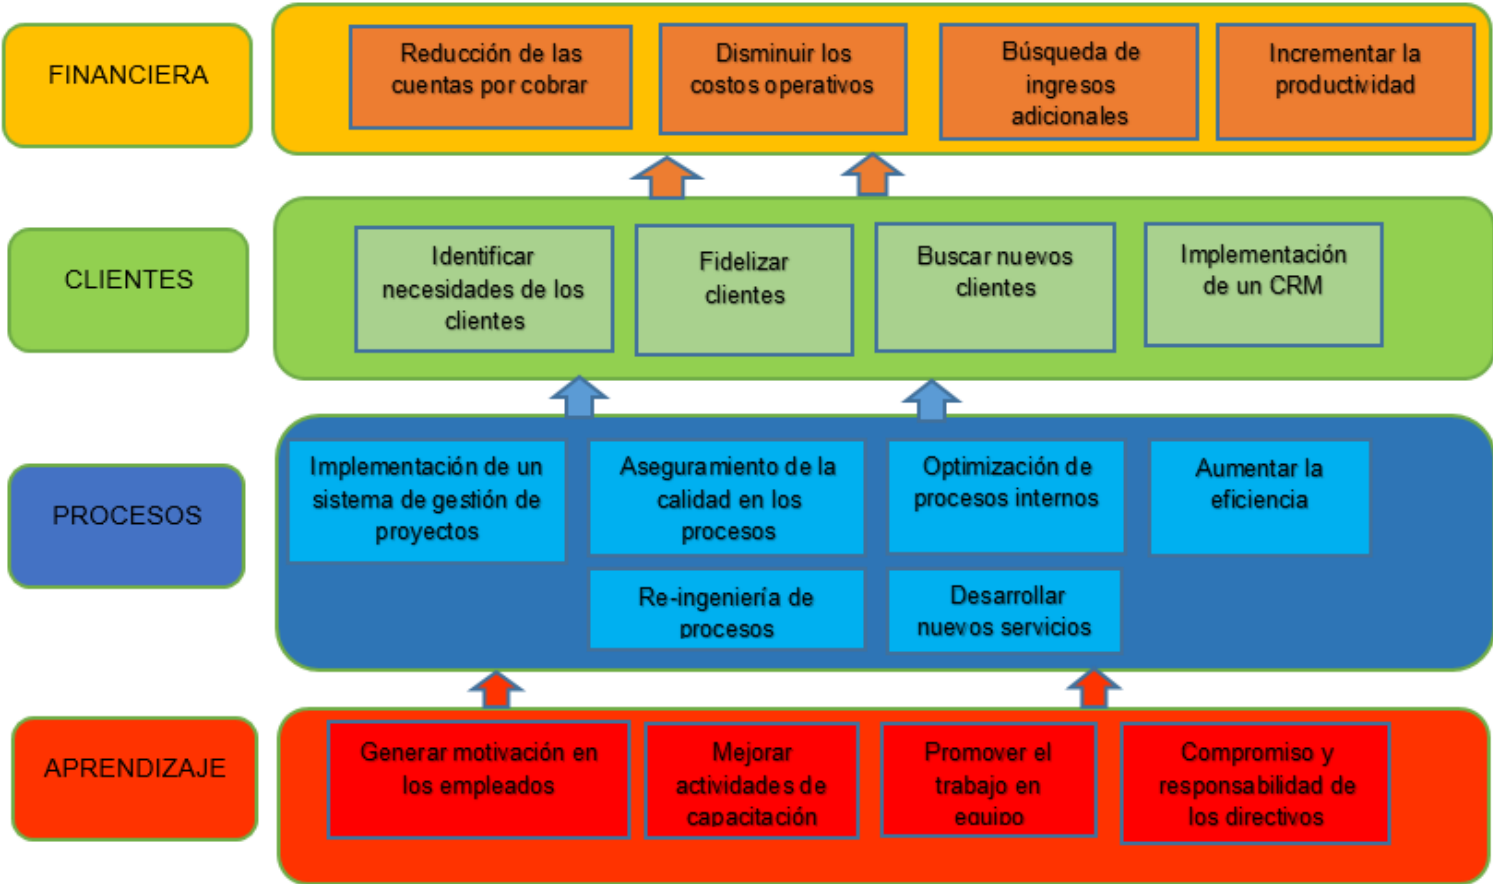 FINANCIERA
Reducción de las
cuentas por cobrar
Disminuir los
costos operativos
Búsqueda de
ingresos
adicionales
Incrementar la
productividad
CLIENTES
Identificar
necesidades de los
clientes
Fidelizar
clientes
Buscar nuevos
clientes
Implementación
de un CRM
PROCESOS
Implementación de un
sistema de gestión de
proyectos
Aseguramiento de la
calidad en los
procesos
Optimización de
procesos internos
Aumentar la
eficiencia
Re-ingeniería de
procesos
Desarrollar
nuevos servicios
APRENDIZAJE
Generar motivación en
los empleados
Mejorar
actividades de
capacitación
Promover el
trabajo en
equipo
Compromiso y
responsabilidad de
los directivos